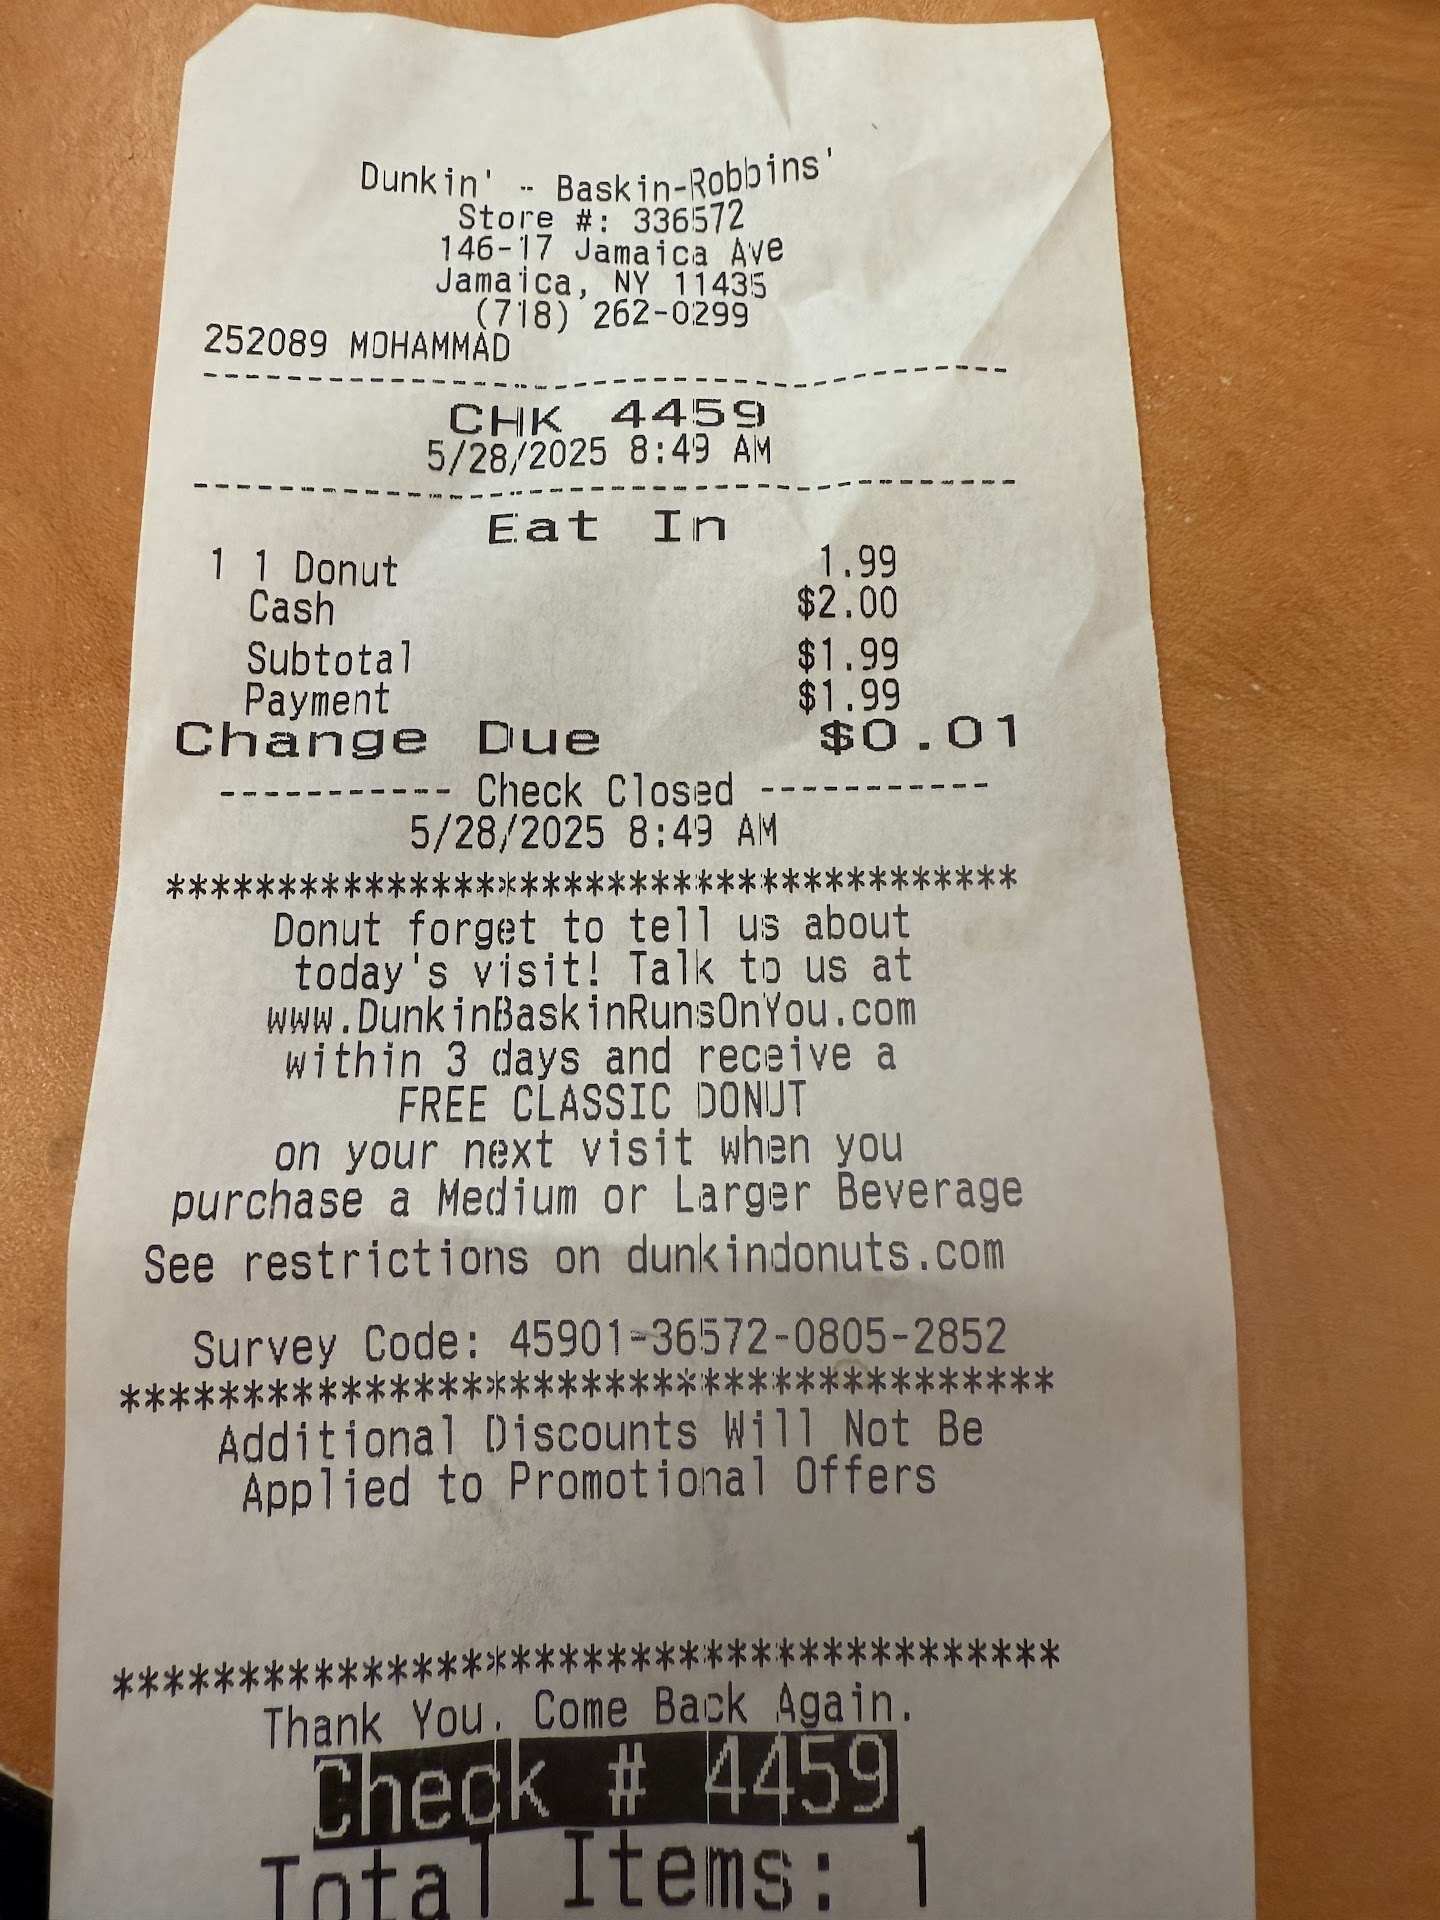 Dunkin' - Baskin-Robbins'
Store #: 336572
146-17 Jamaica Ave
Jamaica, NY 11435
(718) 262-0299
252089 MOHAMMAD
--------------------------------------
CHK 4459
5/28/2025 8:49 AM
--------------------------------------
Eat In
1 1 Donut 1.99
Cash $2.00
Subtotal $1.99
Payment $1.99
Change Due $0.01
----------- Check Closed -----------
5/28/2025 8:49 AM
***************************************
Donut forget to tell us about
today's visit! Talk to us at
www.DunkinBaskinRunsOnYou.com
within 3 days and receive a
FREE CLASSIC DONUT
on your next visit when you
purchase a Medium or Larger Beverage
See restrictions on dunkindonuts.com
Survey Code: 45901-36572-0805-2852
***************************************
Additional Discounts Will Not Be
Applied to Promotional Offers
***************************************
Thank You. Come Back Again.
Check # 4459
Total Items: 1